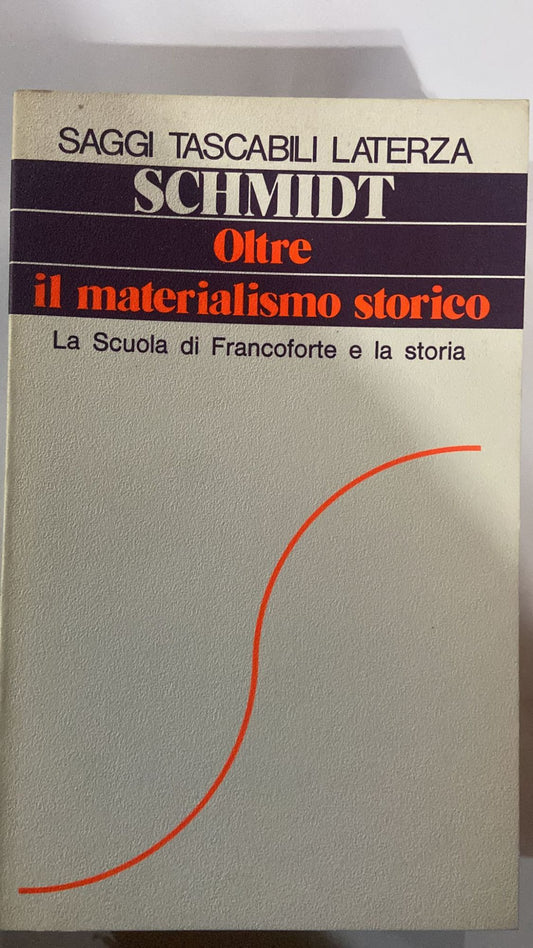 SAGGI TASCABILI LATERZA
SCHMIDT
Oltre
il materialismo storico
La Scuola di Francoforte e la storia